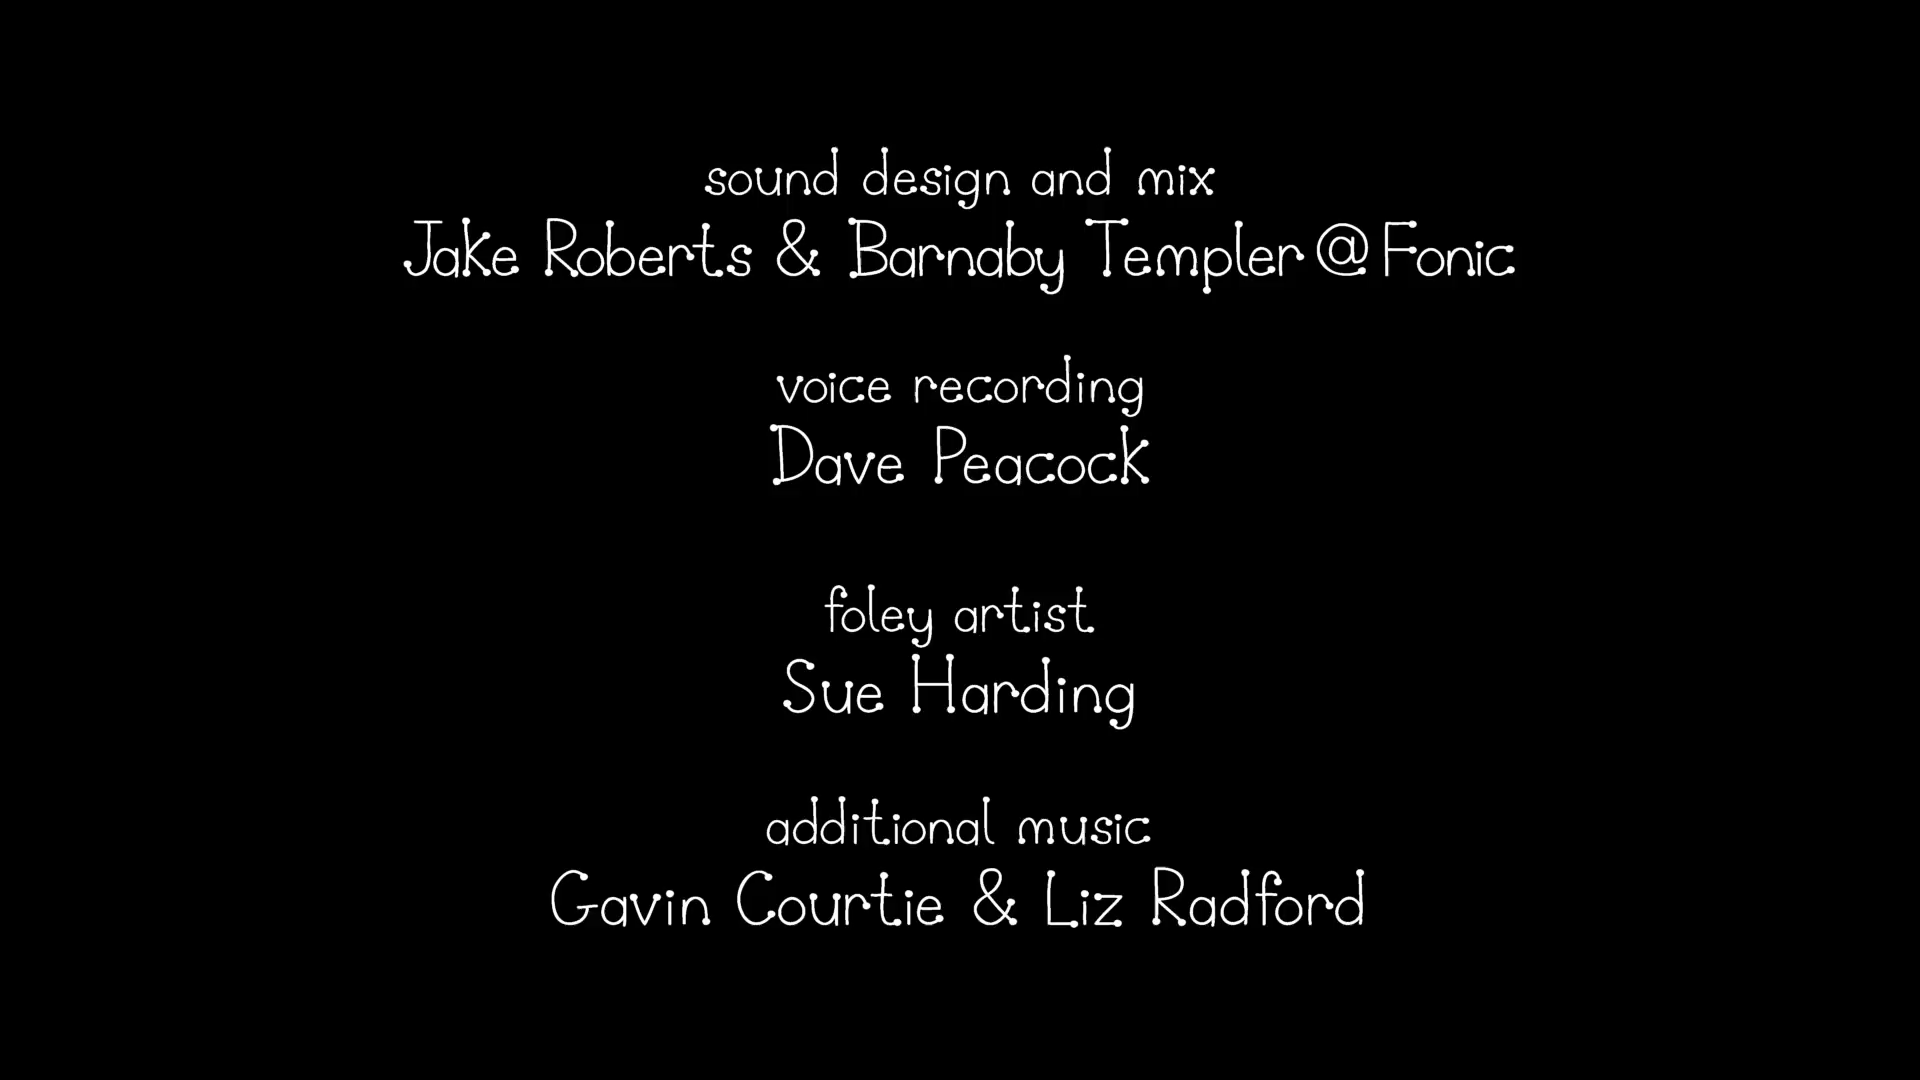 sound design and mix
Jake Roberts & Barnaby Templer @ Fonic
voice recording
Dave Peacock
foley artist
Sue Harding
additional music
Gavin Courtie & Liz Radford